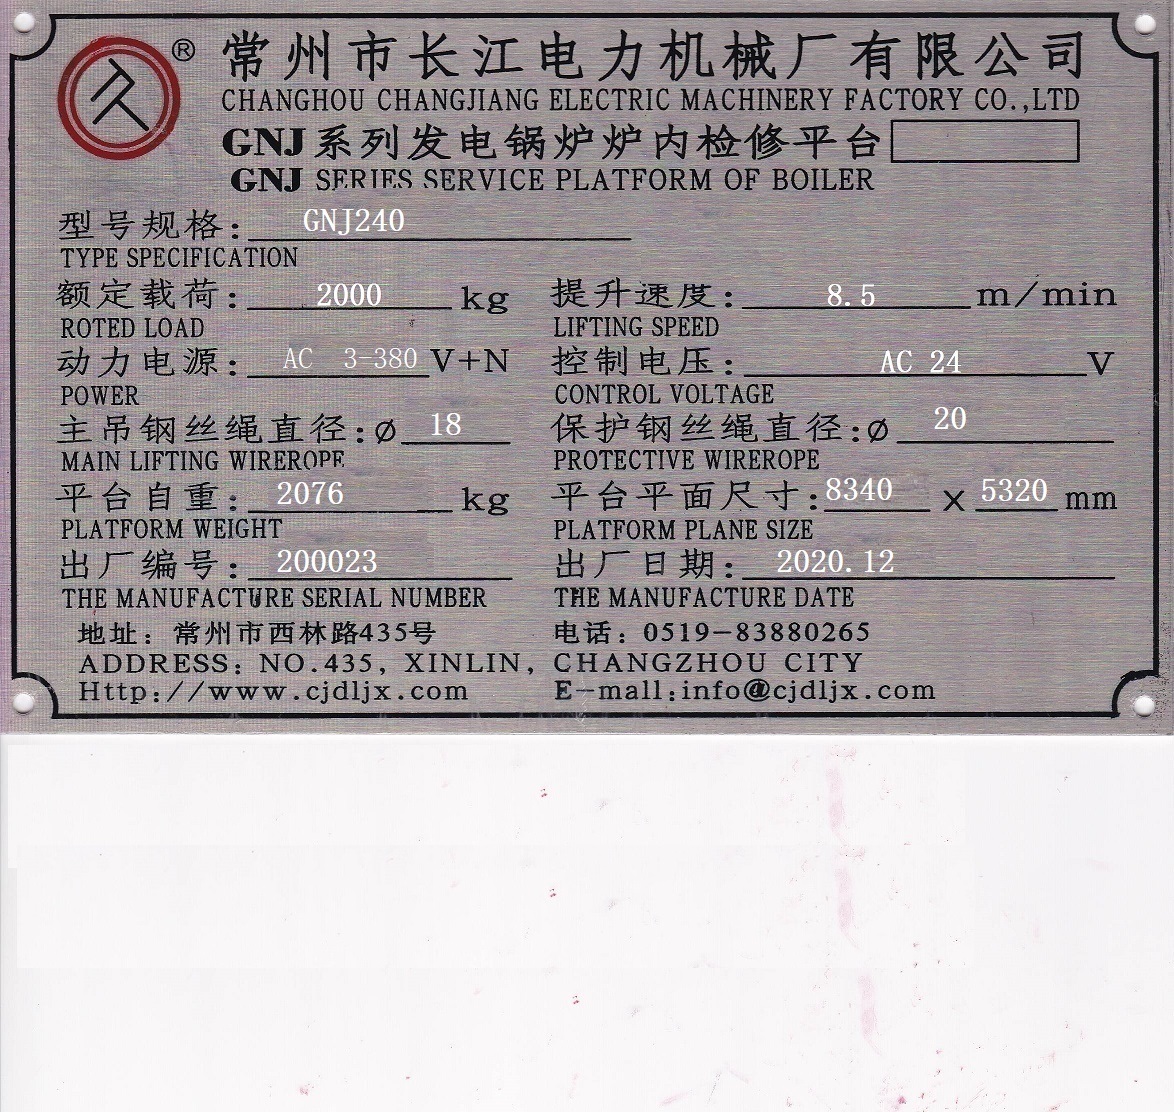 ® 常州市长江电力机械厂有限公司
CHANGHOU CHANGJIANG ELECTRIC MACHINERY FACTORY CO.,LTD
GNJ系列发电锅炉炉内检修平台
GNJ SERIES SERVICE PLATFORM OF BOILER
型号规格: GNJ240
TYPE SPECIFICATION
额定载荷: 2000 kg 提升速度: 8.5 m/min
ROTED LOAD LIFTING SPEED
动力电源: AC 3-380 V+N 控制电压: AC 24 V
POWER CONTROL VOLTAGE
主吊钢丝绳直径:ø 18 保护钢丝绳直径:ø 20
MAIN LIFTING WIREROPE PROTECTIVE WIREROPE
平台自重: 2076 kg 平台平面尺寸: 8340 × 5320 mm
PLATFORM WEIGHT PLATFORM PLANE SIZE
出厂编号: 200023 出厂日期: 2020.12
THE MANUFACTURE SERIAL NUMBER THE MANUFACTURE DATE
地址: 常州市西林路435号 电话: 0519-83880265
ADDRESS: NO.435, XINLIN, CHANGZHOU CITY
Http://www.cjdljx.com E-mall:info@cjdljx.com